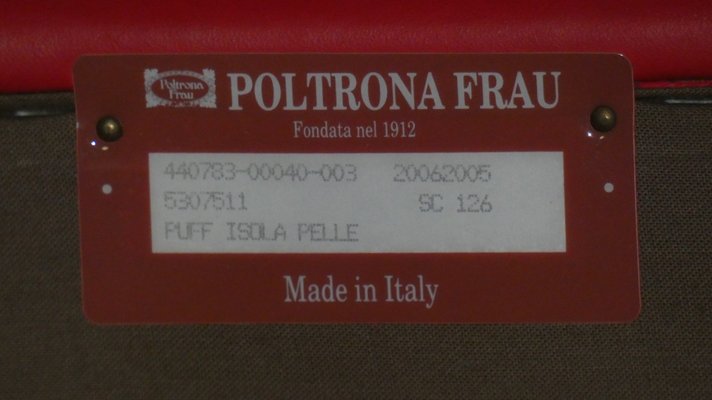 Poltrona
Frau
POLTRONA FRAU
Fondata nel 1912
440783-00040-003 20062005
5307511 SC 126
PUFF ISOLA PELLE
Made in Italy